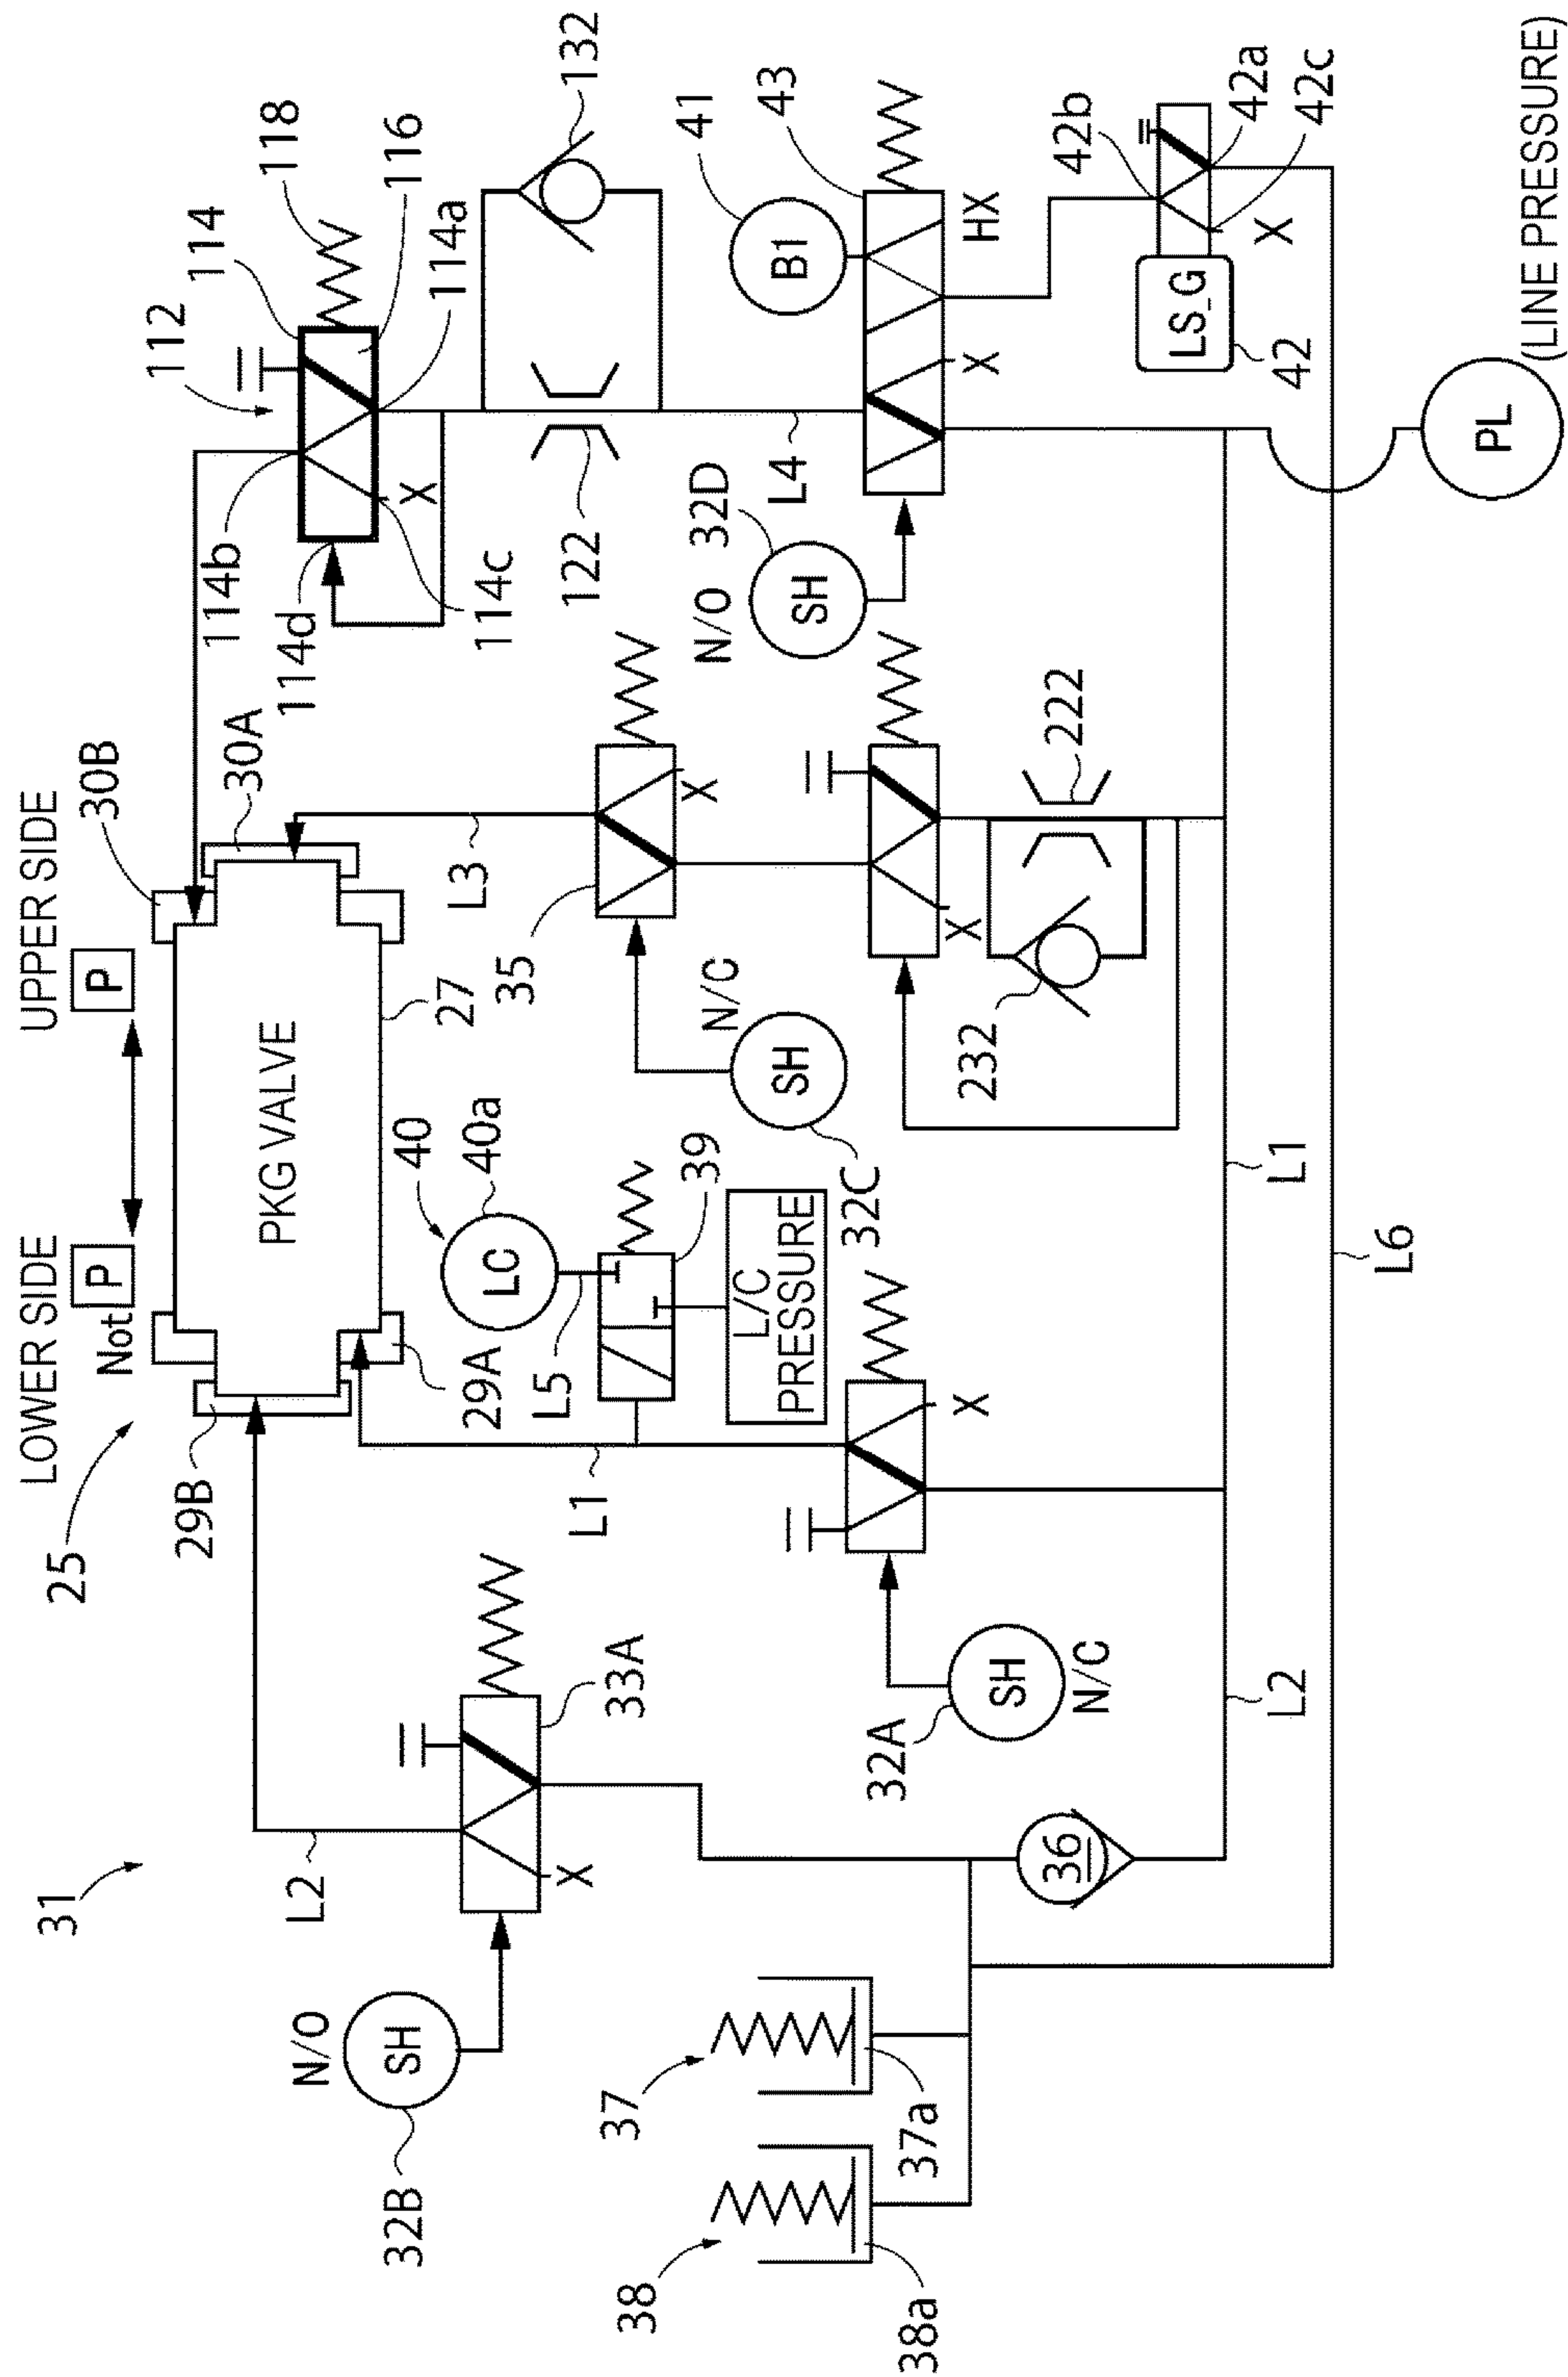 31
25
LOWER SIDE
UPPER SIDE
Not P
P
30B
30A
29B
29A
PKG VALVE
27
112
114
118
116
114a
114b
114c
114d
X
132
122
L4
L2
33A
X
N/O
SH
32B
L1
L5
40
40a
LC
39
L/C
PRESSURE
L3
35
X
N/C
SH
32C
N/O
32D
SH
41
B1
43
X
HX
42b
42a
42c
X
LS_G
42
PL
(LINE PRESSURE)
X
222
232
X
32A
SH
N/C
L1
L2
L6
36
37
37a
38
38a